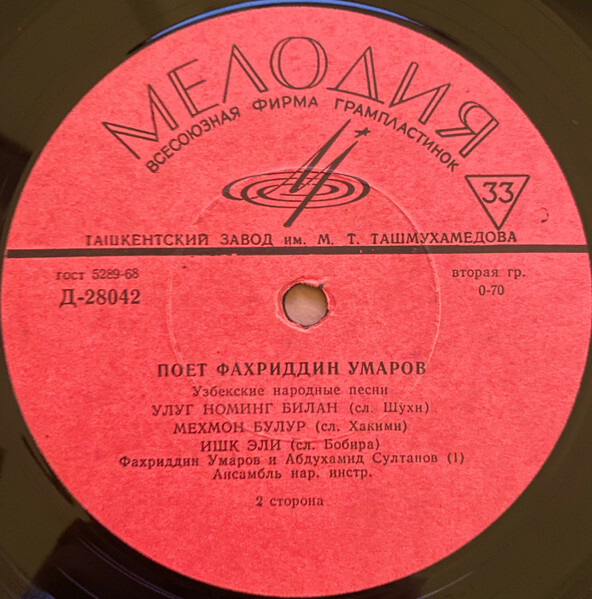 МЕЛОДИЯ
ВСЕСОЮЗНАЯ ФИРМА ГРАМПЛАСТИНОК
33
ТАШКЕНТСКИЙ ЗАВОД им. М. Т. ТАШМУХАМЕДОВА
гост 5289-68
вторая гр.
Д-28042
0-70
ПОЕТ ФАХРИДДИН УМАРОВ
Узбекские народные песни
УЛУГ НОМИНГ БИЛАН (сл. Шухи)
МЕХМОН БУЛУР (сл. Хакими)
ИШК ЭЛИ (сл. Бобира)
Фахриддин Умаров и Абдухамид Султанов (1)
Ансамбль нар. инстр.
2 сторона